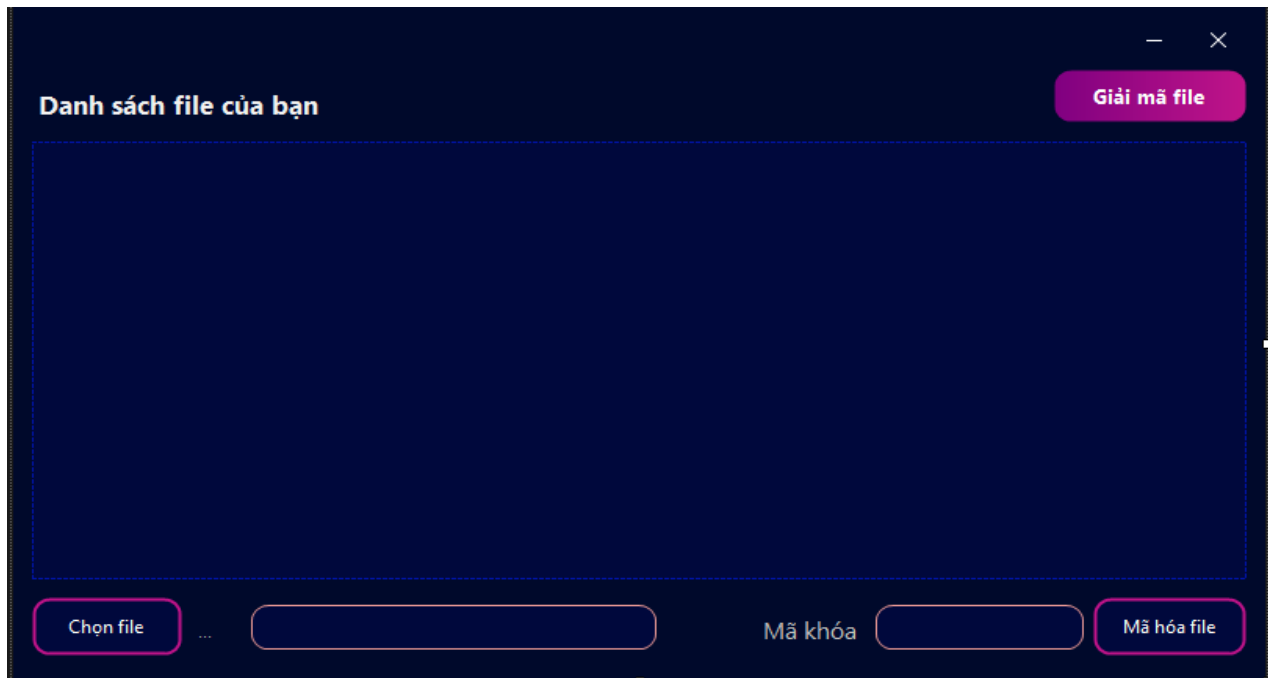 Giải mã file
Danh sách file của bạn
Chọn file
...
Mã khóa
Mã hóa file